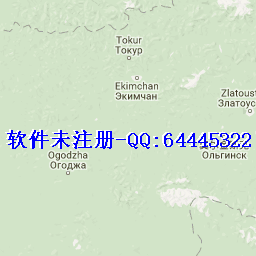 Tokur
Токур
Ekimchan
Экимчан
Zlatoust
Златоус
软件未注册-QQ:64445322
Ольгинск
Ogodzha
Огоджа